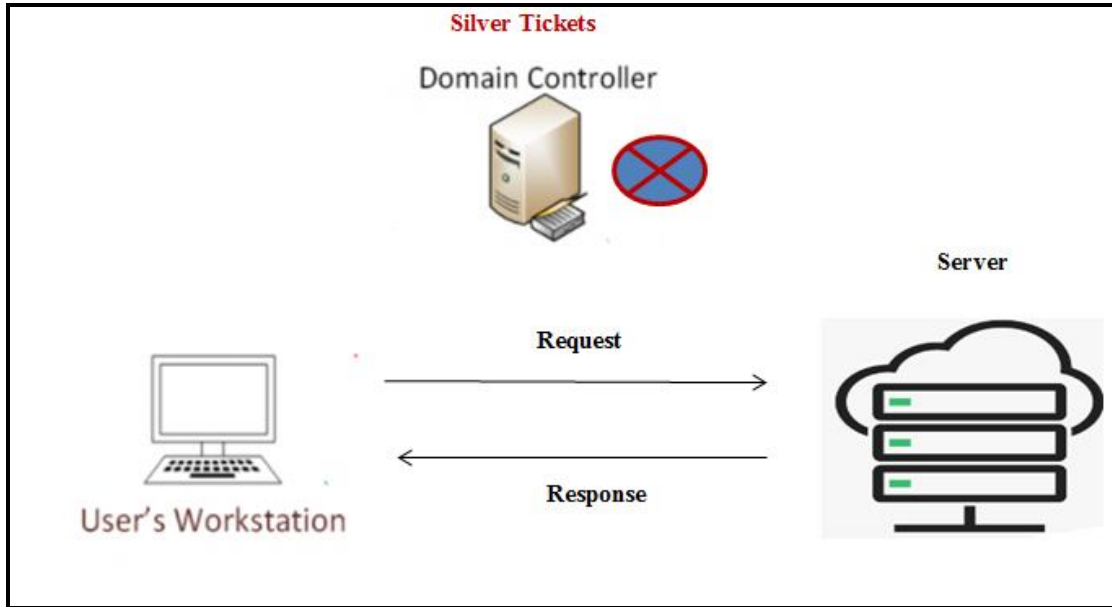 Silver Tickets
Domain Controller
Server
Request
Response
User's Workstation